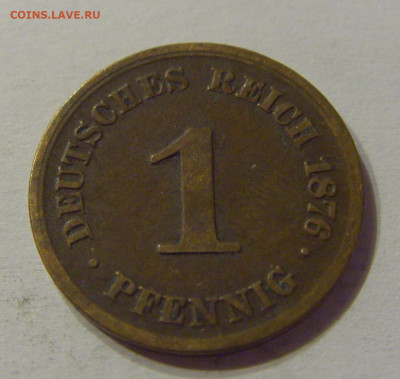 COINS.LAVE.RU
· DEUTSCHES REICH 1876 ·
1
PFENNIG